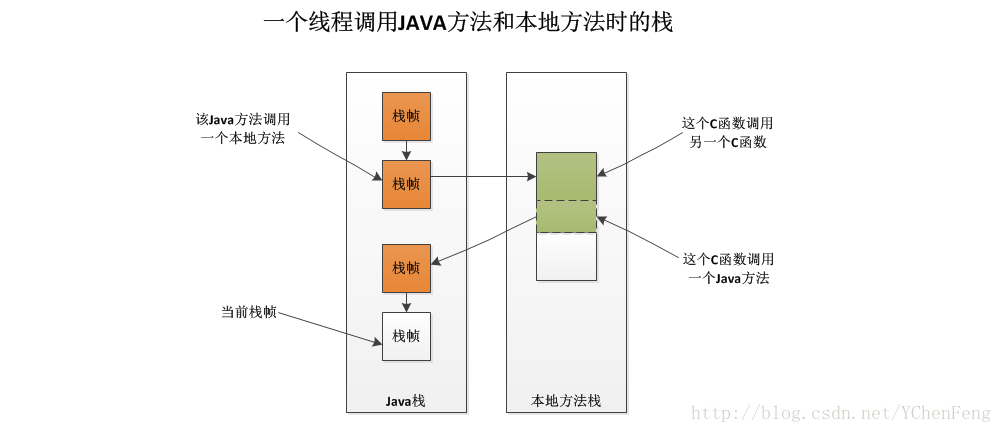 一个线程调用JAVA方法和本地方法时的栈
该Java方法调用
一个本地方法
栈帧
栈帧
栈帧
当前栈帧
栈帧
Java栈
这个C函数调用
另一个C函数
这个C函数调用
一个Java方法
本地方法栈
http://blog.csdn.net/YChenFeng